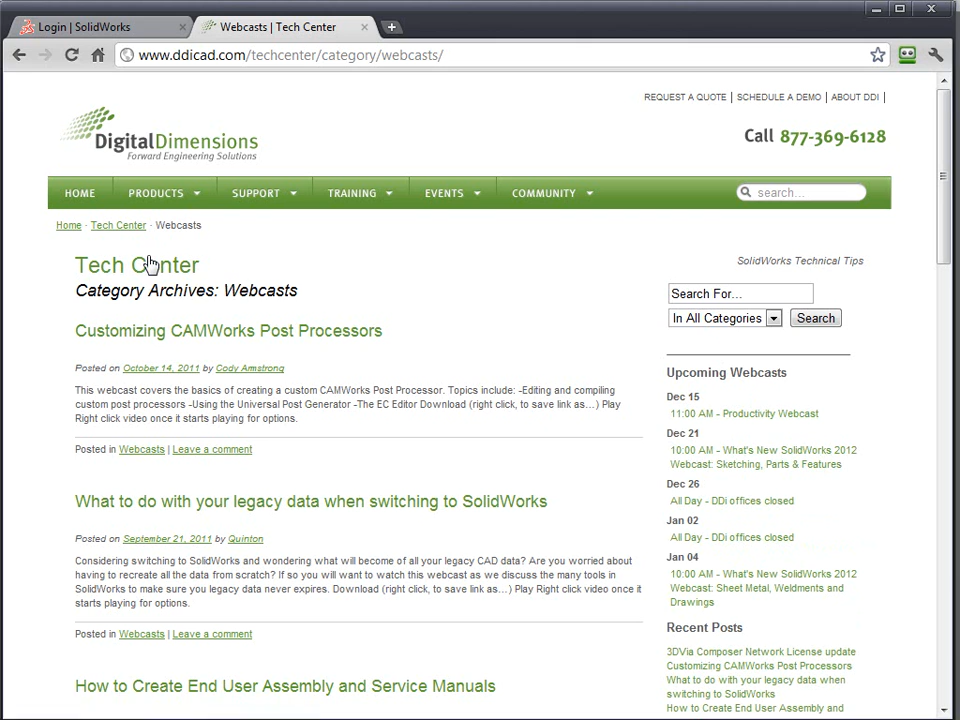 Login | SolidWorks
Webcasts | Tech Center
www.ddicad.com/techcenter/category/webcasts/
REQUEST A QUOTE | SCHEDULE A DEMO | ABOUT DDI |
DigitalDimensions
Forward Engineering Solutions
Call 877-369-6128
HOME PRODUCTS SUPPORT TRAINING EVENTS COMMUNITY
search...
Home · Tech Center · Webcasts
Tech Center
SolidWorks Technical Tips
Category Archives: Webcasts
Search For...
In All Categories Search
Customizing CAMWorks Post Processors
Posted on October 14, 2011 by Cody Armstrong
This webcast covers the basics of creating a custom CAMWorks Post Processor. Topics include: -Editing and compiling
custom post processors -Using the Universal Post Generator -The EC Editor Download (right click, to save link as…) Play
Right click video once it starts playing for options.
Posted in Webcasts | Leave a comment
What to do with your legacy data when switching to SolidWorks
Posted on September 21, 2011 by Quinton
Considering switching to SolidWorks and wondering what will become of all your legacy CAD data? Are you worried about
having to recreate all the data from scratch? If so you will want to watch this webcast as we discuss the many tools in
SolidWorks to make sure you legacy data never expires. Download (right click, to save link as…) Play Right click video once it
starts playing for options.
Posted in Webcasts | Leave a comment
How to Create End User Assembly and Service Manuals
Upcoming Webcasts
Dec 15
11:00 AM - Productivity Webcast
Dec 21
10:00 AM - What's New SolidWorks 2012
Webcast: Sketching, Parts & Features
Dec 26
All Day - DDi offices closed
Jan 02
All Day - DDi offices closed
Jan 04
10:00 AM - What's New SolidWorks 2012
Webcast: Sheet Metal, Weldments and
Drawings
Recent Posts
3DVia Composer Network License update
Customizing CAMWorks Post Processors
What to do with your legacy data when
switching to SolidWorks
How to Create End User Assembly and